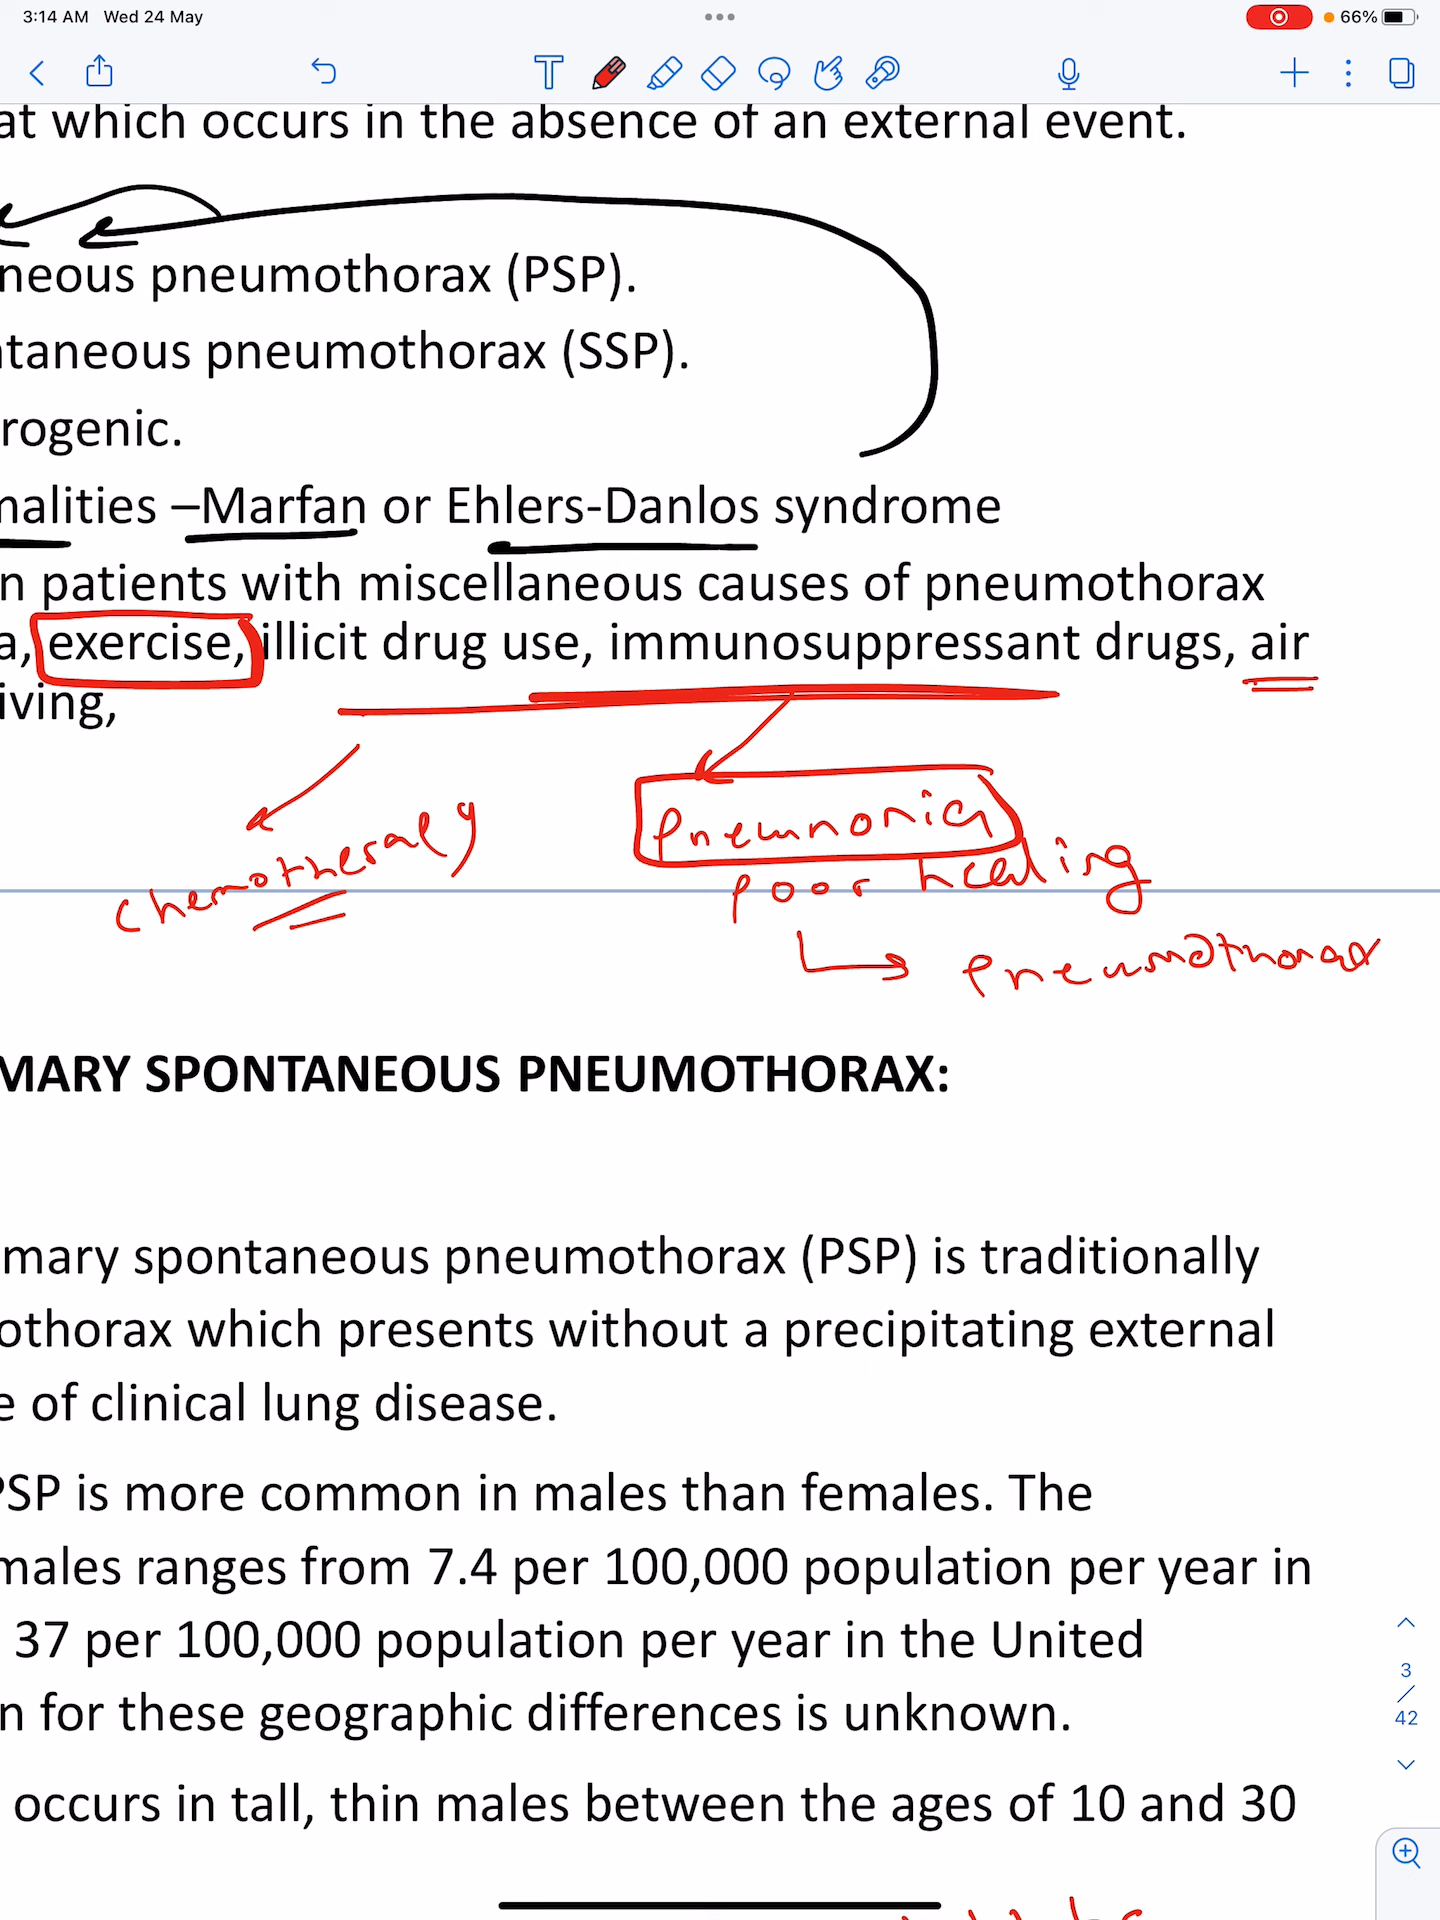 3:14 AM Wed 24 May
66%
at which occurs in the absence of an external event.
neous pneumothorax (PSP).
ntaneous pneumothorax (SSP).
rogenic.
malities –Marfan or Ehlers-Danlos syndrome
n patients with miscellaneous causes of pneumothorax
a, exercise, illicit drug use, immunosuppressant drugs, air
iving,
chemotherapy
Pnemnonia
poor healing
Pneumothorax
MARY SPONTANEOUS PNEUMOTHORAX:
mary spontaneous pneumothorax (PSP) is traditionally
othorax which presents without a precipitating external
e of clinical lung disease.
PSP is more common in males than females. The
males ranges from 7.4 per 100,000 population per year in
37 per 100,000 population per year in the United
n for these geographic differences is unknown.
occurs in tall, thin males between the ages of 10 and 30
3
/
42